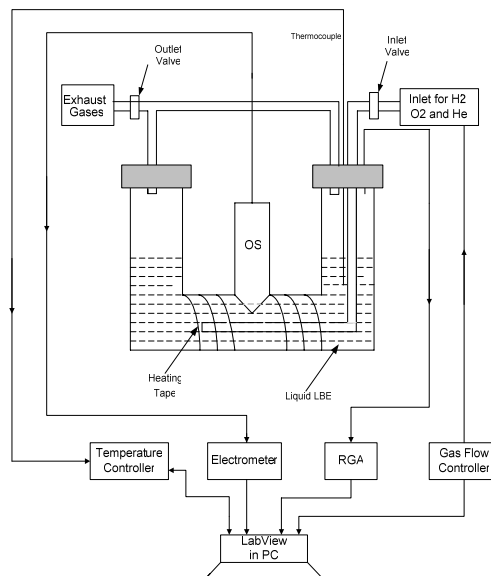 Thermocouple
Inlet
Valve
Outlet
Valve
Exhaust
Gases
Inlet for H2
O2 and He
OS
Heating
Tape
Liquid LBE
Temperature
Controller
Electrometer
RGA
Gas Flow
Controller
LabView
in PC